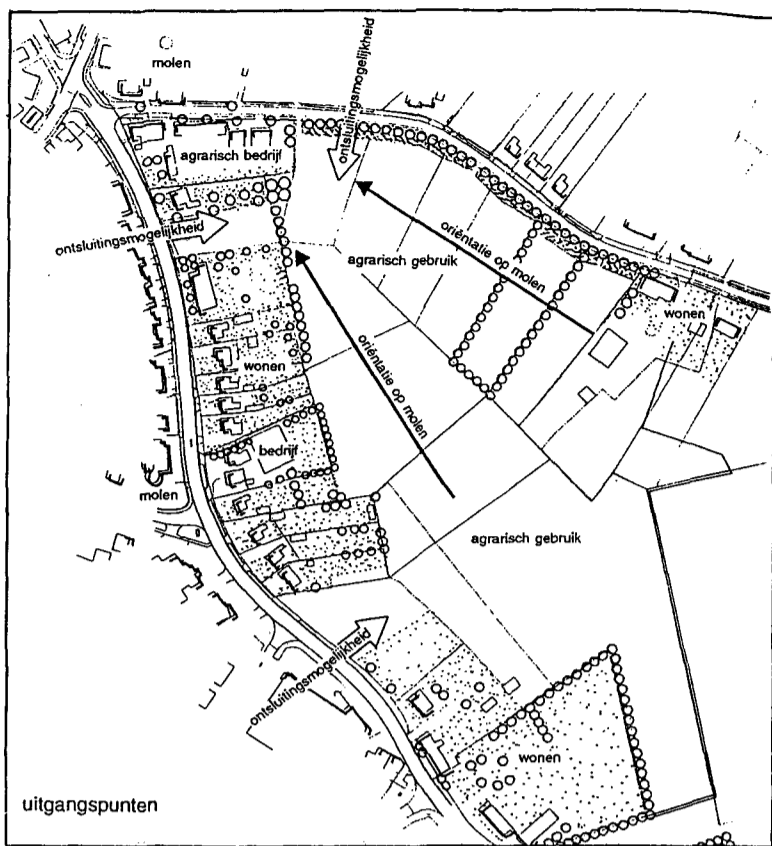 molen
ontsluitingsmogelijkheid
agrarisch bedrijf
ontsluitingsmogelijkheid
oriëntatie op molen
agrarisch gebruik
wonen
oriëntatie op molen
wonen
bedrijf
molen
agrarisch gebruik
ontsluitingsmogelijkheid
wonen
uitgangspunten